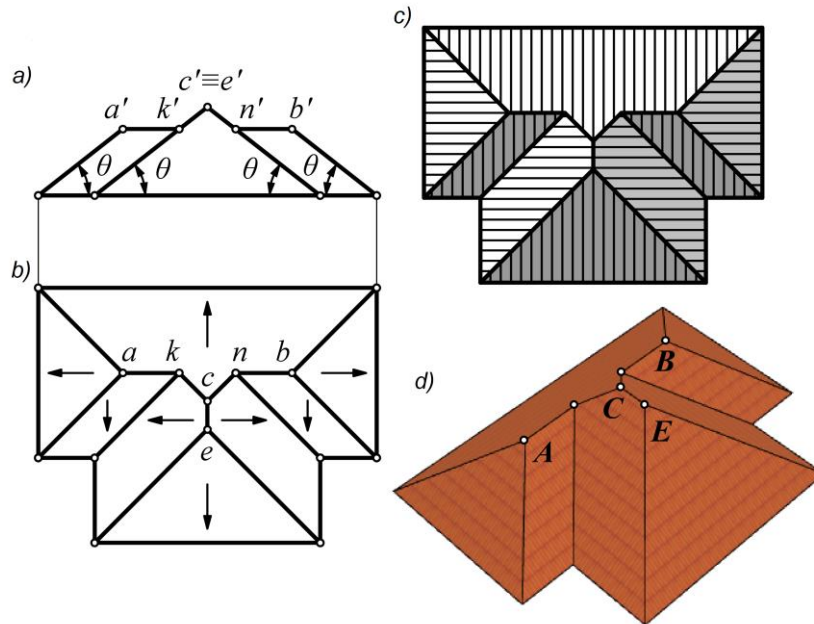 a)
c'≡e'
a' k' n' b'
θ θ θ θ
b)
a k n b
c
e
c)
d)
B
C
A E